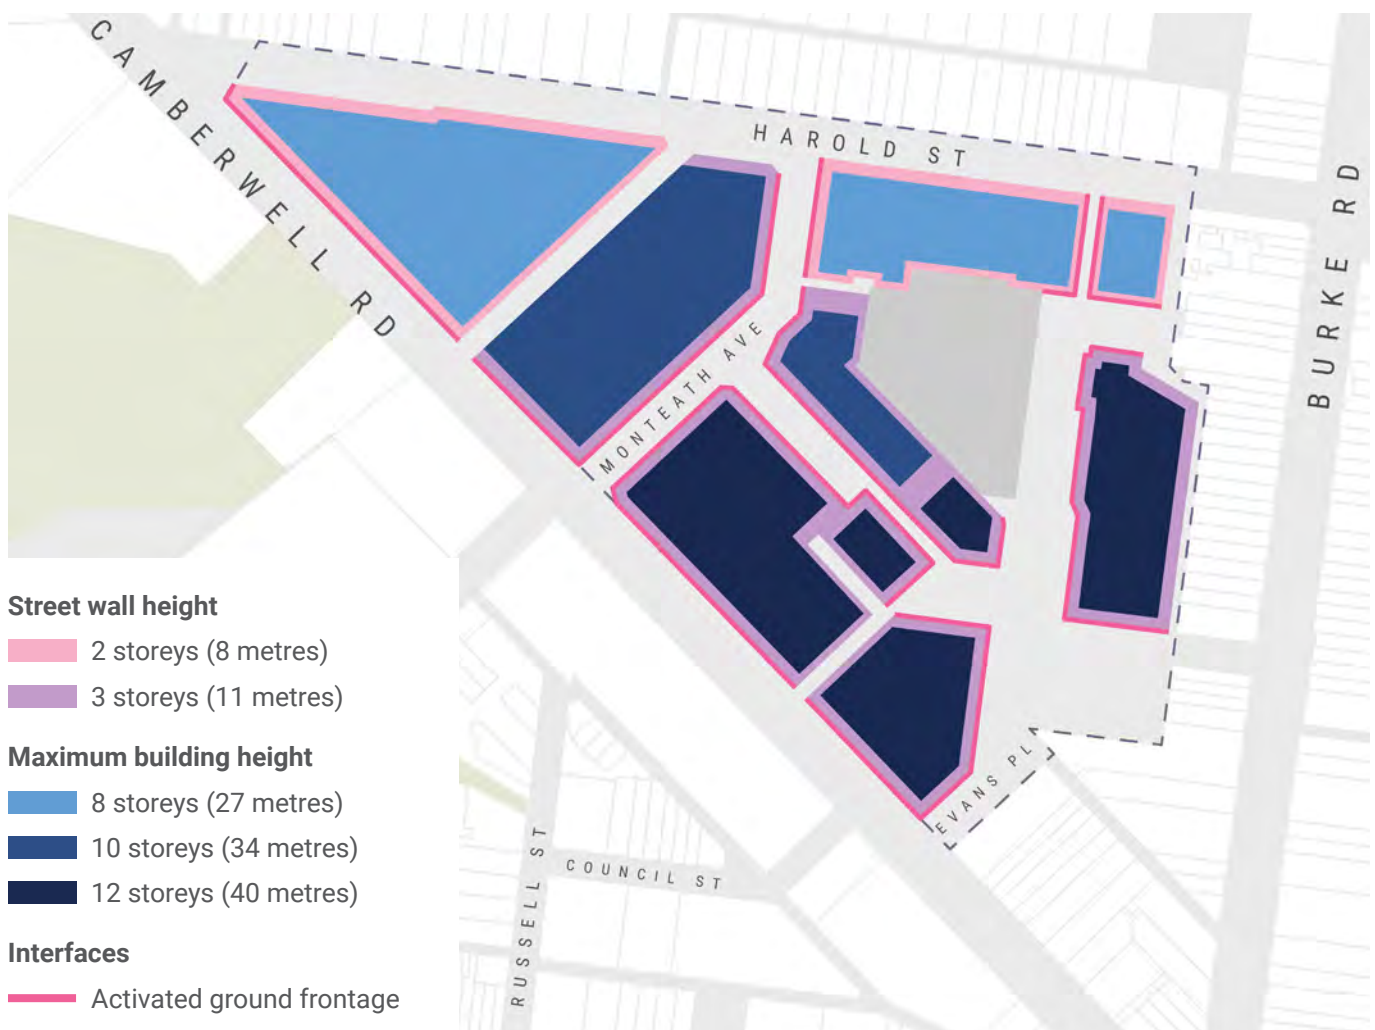 CAMBERWELL RD
HAROLD ST
BURKE RD
MONTEATH AVE
EVANS PL
COUNCIL ST
RUSSELL ST
Street wall height
2 storeys (8 metres)
3 storeys (11 metres)
Maximum building height
8 storeys (27 metres)
10 storeys (34 metres)
12 storeys (40 metres)
Interfaces
Activated ground frontage